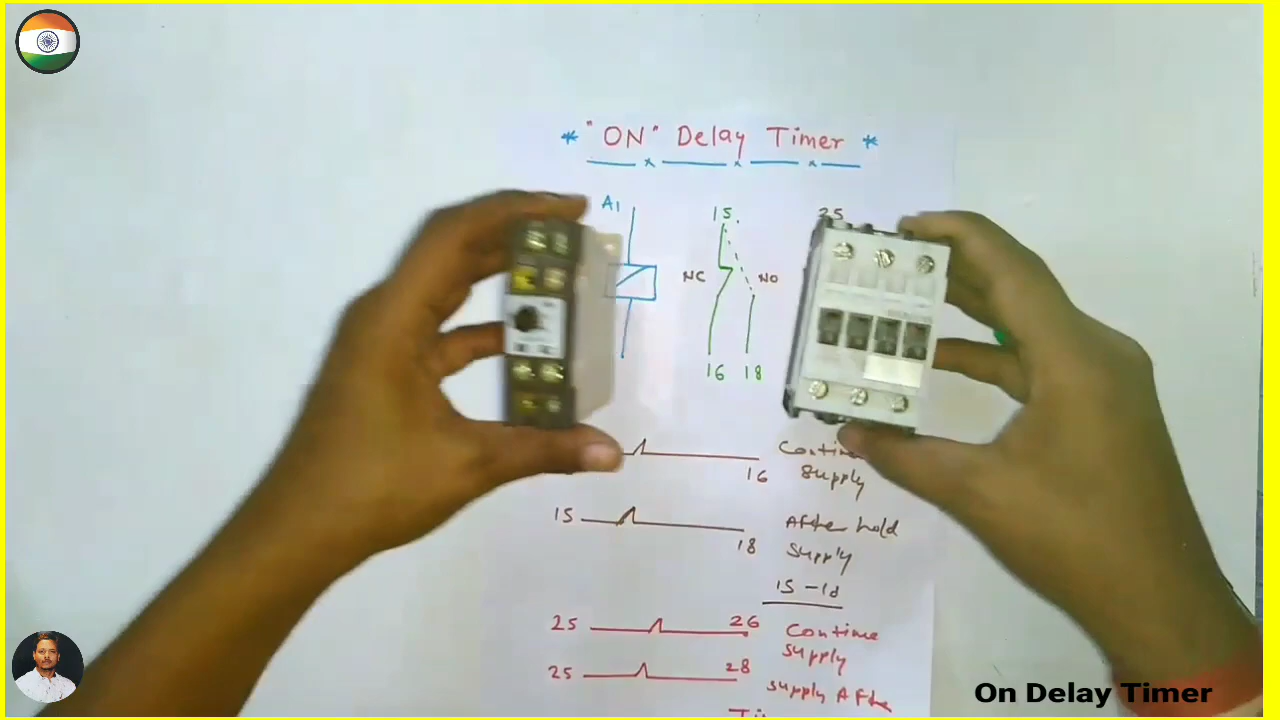 * "ON" Delay Timer *
A1
15.
25
NC
NO
16
18
16
Supply
15
18
After hold
Supply
15 - 18
25
26
Continue
Supply
25
28
Supply After
On Delay Timer